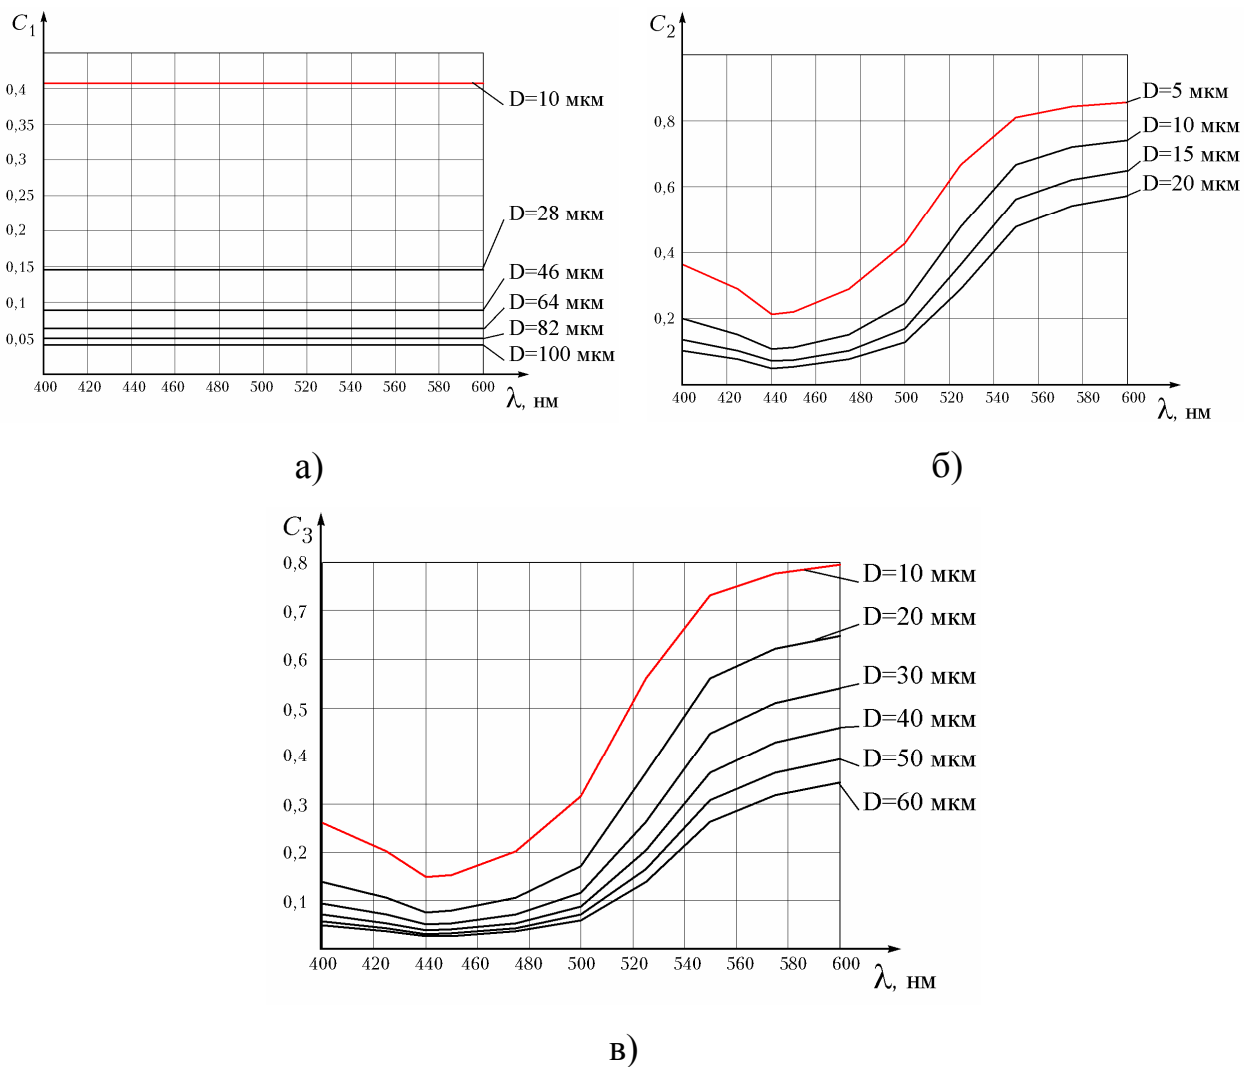 C1
0,4
0,35
0,3
0,25
0,2
0,15
0,1
0,05
D=10 мкм
D=28 мкм
D=46 мкм
D=64 мкм
D=82 мкм
D=100 мкм
400 420 440 460 480 500 520 540 560 580 600
λ, нм
а)
C2
0,8
0,6
0,4
0,2
D=5 мкм
D=10 мкм
D=15 мкм
D=20 мкм
400 420 440 460 480 500 520 540 560 580 600
λ, нм
б)
C3
0,8
0,7
0,6
0,5
0,4
0,3
0,2
0,1
D=10 мкм
D=20 мкм
D=30 мкм
D=40 мкм
D=50 мкм
D=60 мкм
400 420 440 460 480 500 520 540 560 580 600
λ, нм
в)